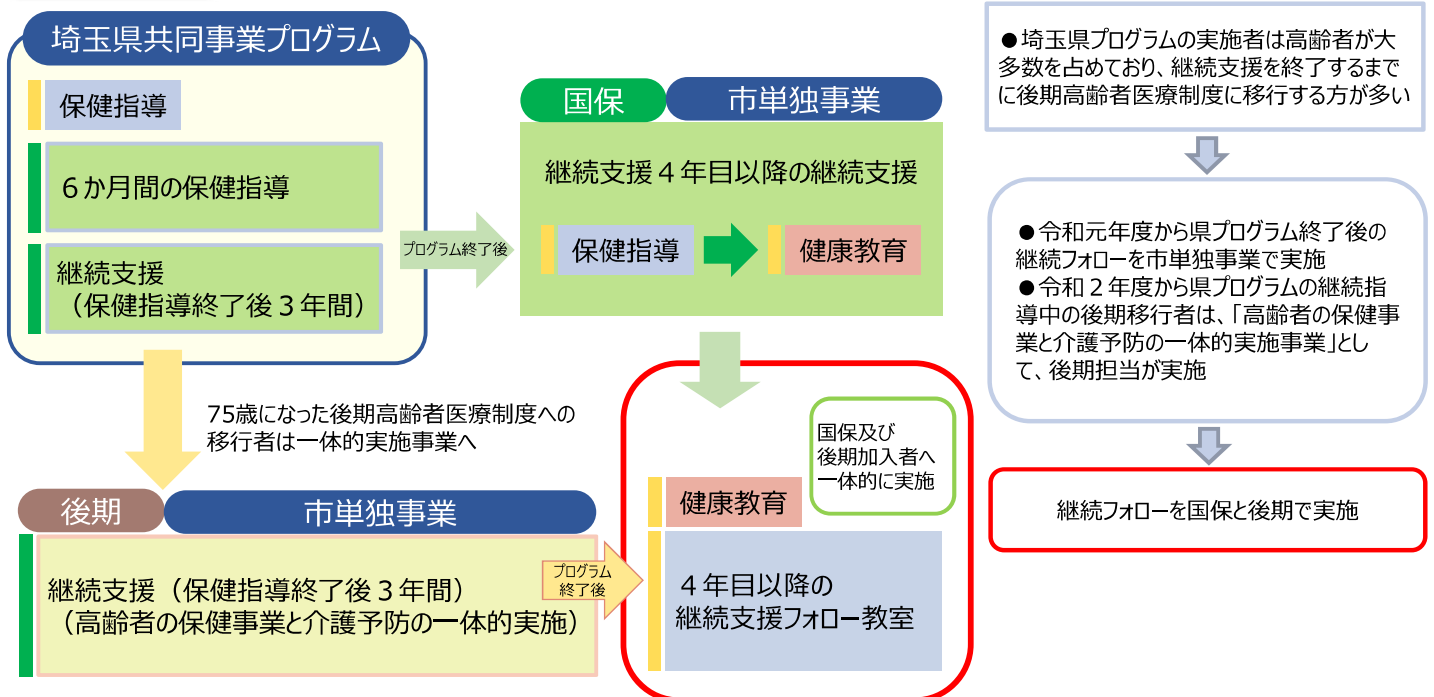 埼玉県共同事業プログラム
保健指導
６か月間の保健指導
継続支援
（保健指導終了後３年間）
プログラム終了後
国保
市単独事業
継続支援４年目以降の継続支援
保健指導
健康教育
75歳になった後期高齢者医療制度への
移行者は一体的実施事業へ
後期
市単独事業
継続支援（保健指導終了後３年間）
（高齢者の保健事業と介護予防の一体的実施）
プログラム
終了後
国保及び
後期加入者へ
一体的に実施
健康教育
４年目以降の
継続支援フォロー教室
●埼玉県プログラムの実施者は高齢者が大
多数を占めており、継続支援を終了するまで
に後期高齢者医療制度に移行する方が多い
●令和元年度から県プログラム終了後の
継続フォローを市単独事業で実施
●令和２年度から県プログラムの継続指
導中の後期移行者は、「高齢者の保健事
業と介護予防の一体的実施事業」とし
て、後期担当が実施
継続フォローを国保と後期で実施